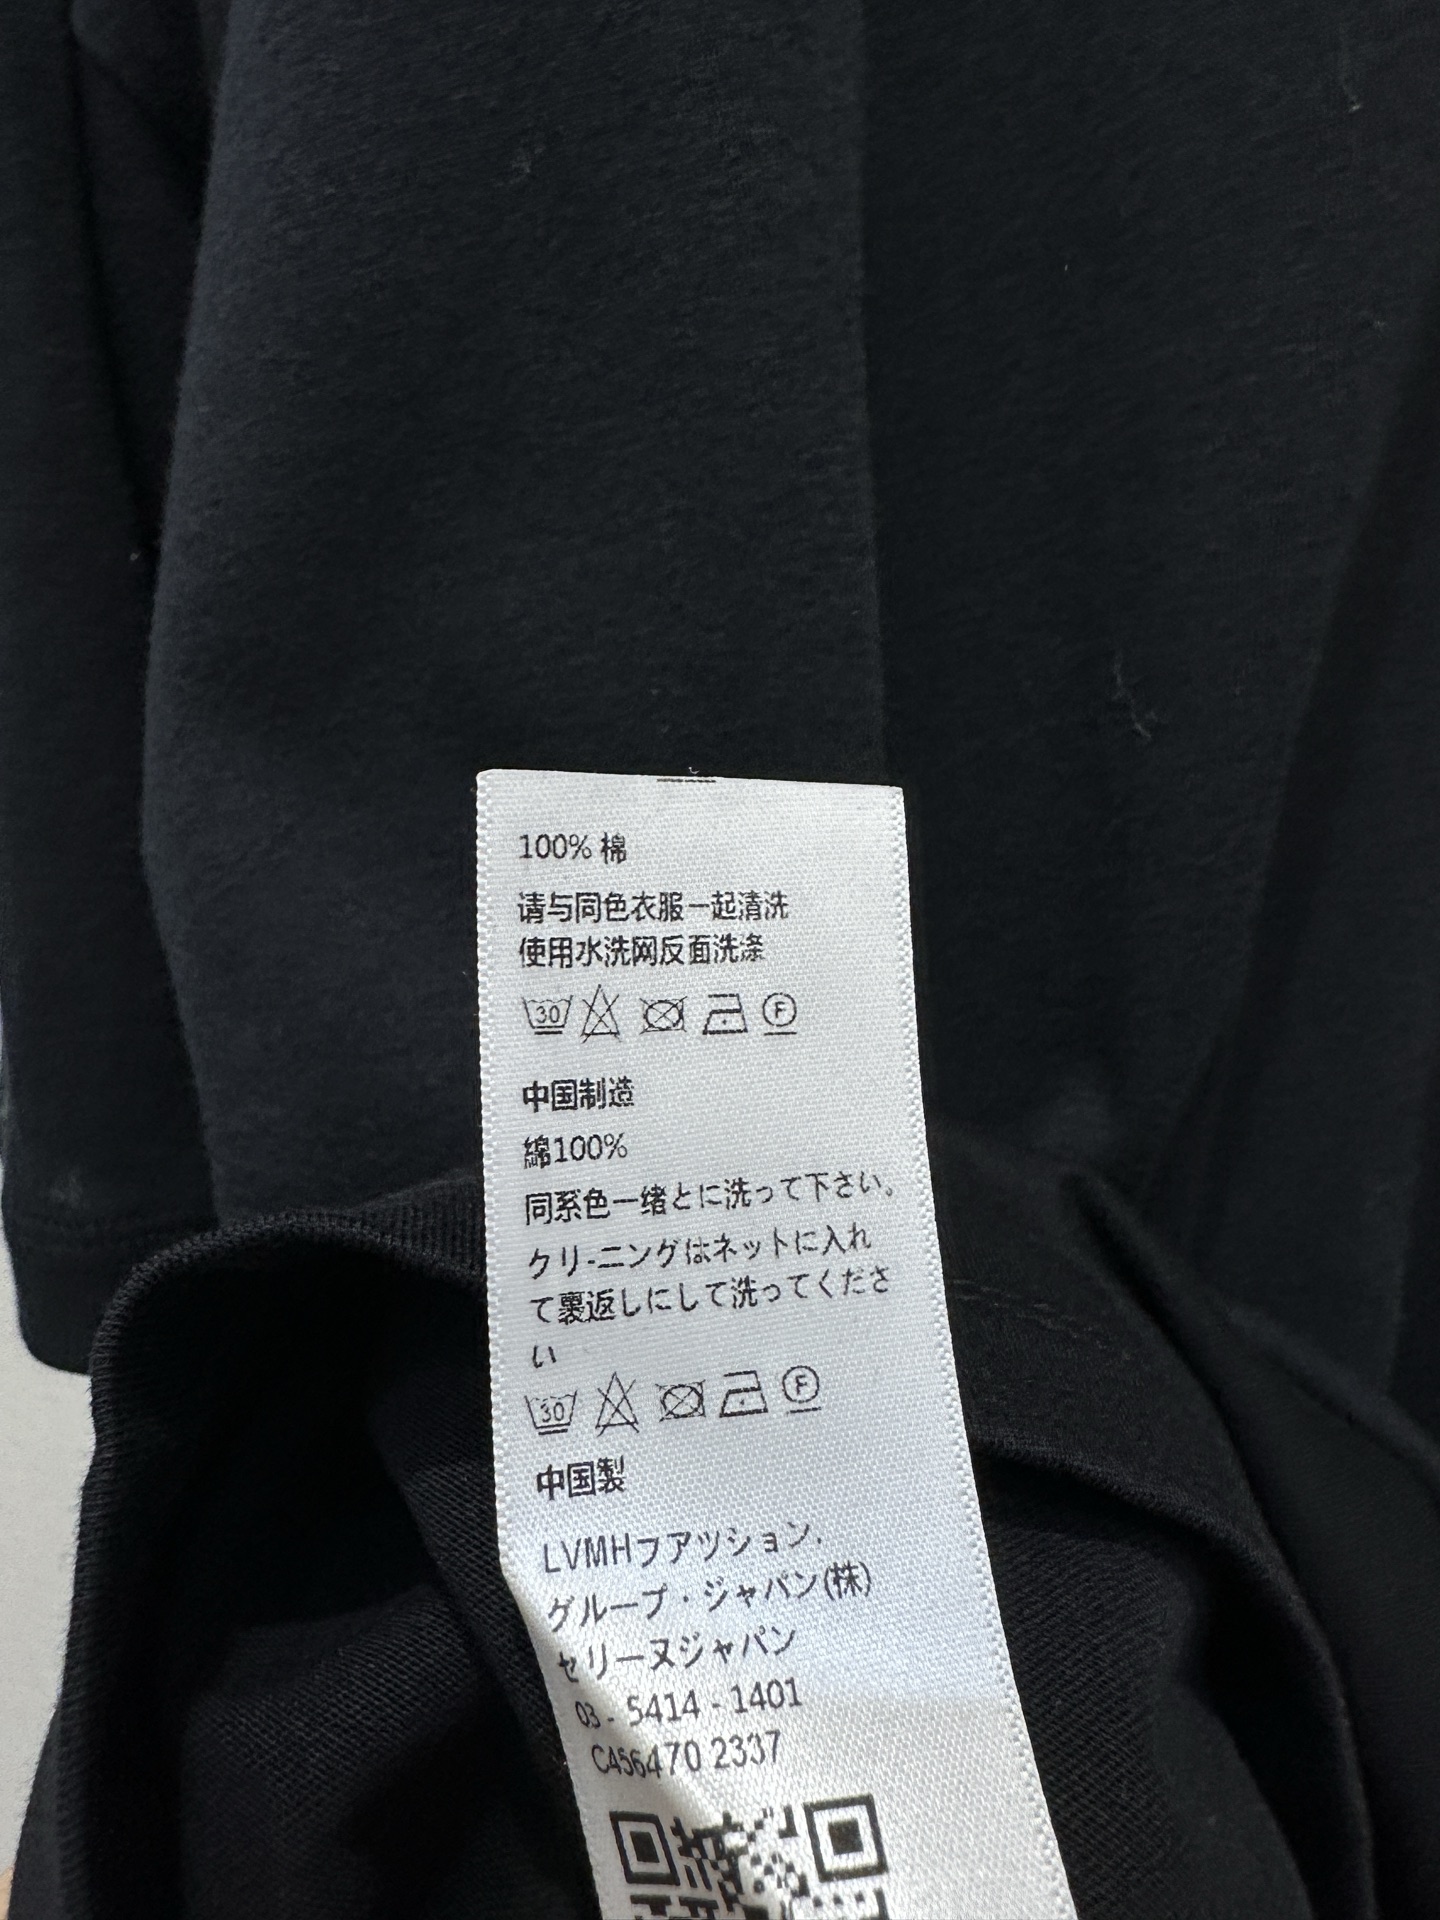 100% 棉
请与同色衣服一起清洗
使用水洗网反面洗涤
30
F
中国制造
綿100%
同系色一绪とに洗って下さい。
クリ-ニングはネットに入れ
て裏返しにして洗ってくださ
い
30
F
中国製
LVMHファッション.
グループ・ジャパン(株)
セリーヌジャパン
03 - 5414 - 1401
C456470 2337